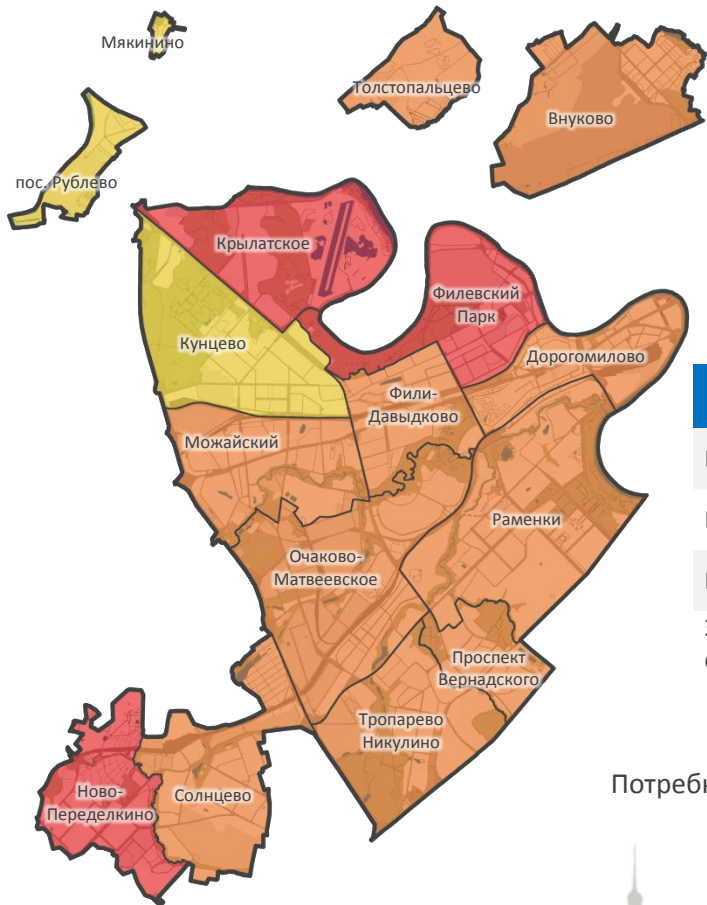 Мякинино
Толстопальцево
Внуково
пос. Рублево
Крылатское
Филевский
Парк
Кунцево
Дорогомилово
Фили-
Давыдково
Можайский
Раменки
Очаково-
Матвеевское
Проспект
Вернадского
Тропарево
Никулино
Ново-
Переделкино
Солнцево